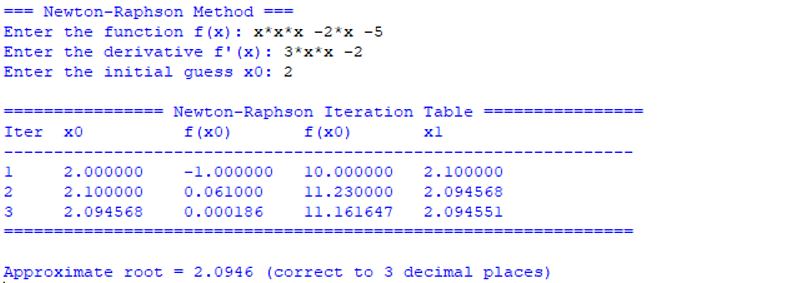 === Newton-Raphson Method ===
Enter the function f(x): x*x*x -2*x -5
Enter the derivative f'(x): 3*x*x -2
Enter the initial guess x0: 2
================ Newton-Raphson Iteration Table ================
Iter x0 f(x0) f(x0) x1
---------------------------------------------------------------
1 2.000000 -1.000000 10.000000 2.100000
2 2.100000 0.061000 11.230000 2.094568
3 2.094568 0.000186 11.161647 2.094551
===============================================================
Approximate root = 2.0946 (correct to 3 decimal places)